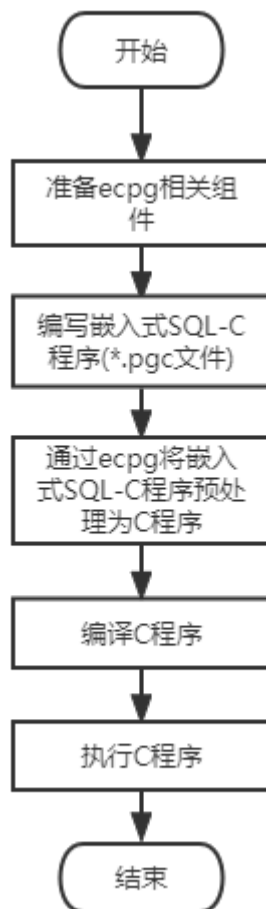 开始
准备ecpg相关组
件
编写嵌入式SQL-C
程序(*.pgc文件)
通过ecpg将嵌入
式SQL-C程序预处
理为C程序
编译C程序
执行C程序
结束